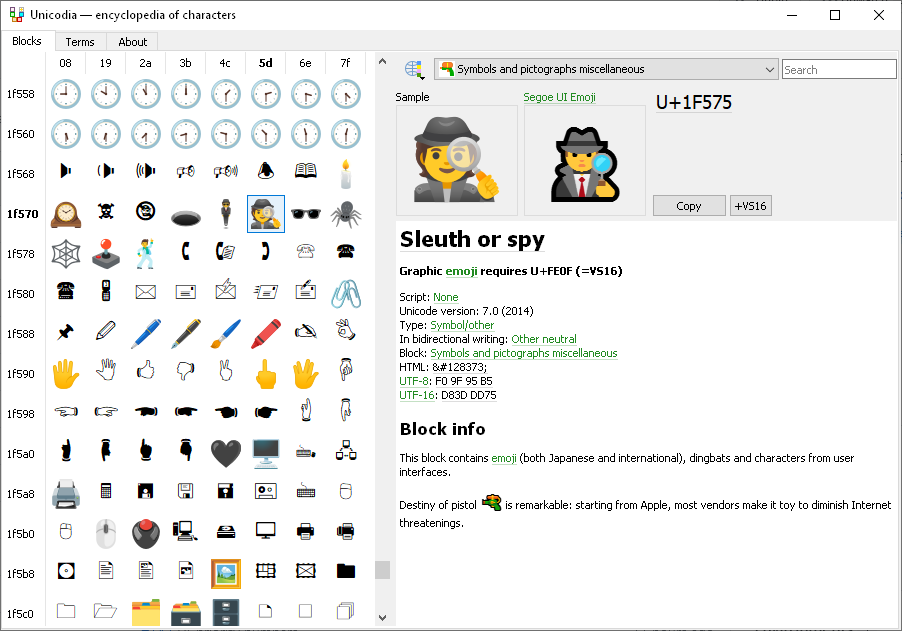 Unicodia — encyclopedia of characters
Blocks Terms About
08 19 2a 3b 4c 5d 6e 7f
1f558
1f560
1f568
1f570
1f578
1f580
1f588
1f590
1f598
1f5a0
1f5a8
1f5b0
1f5b8
1f5c0
Symbols and pictographs miscellaneous Search
Sample Segoe UI Emoji U+1F575
Copy +VS16
Sleuth or spy
Graphic emoji requires U+FE0F (=VS16)
Script: None
Unicode version: 7.0 (2014)
Type: Symbol/other
In bidirectional writing: Other neutral
Block: Symbols and pictographs miscellaneous
HTML: &#128373;
UTF-8: F0 9F 95 B5
UTF-16: D83D DD75
Block info
This block contains emoji (both Japanese and international), dingbats and characters from user
interfaces.
Destiny of pistol is remarkable: starting from Apple, most vendors make it toy to diminish Internet
threatenings.